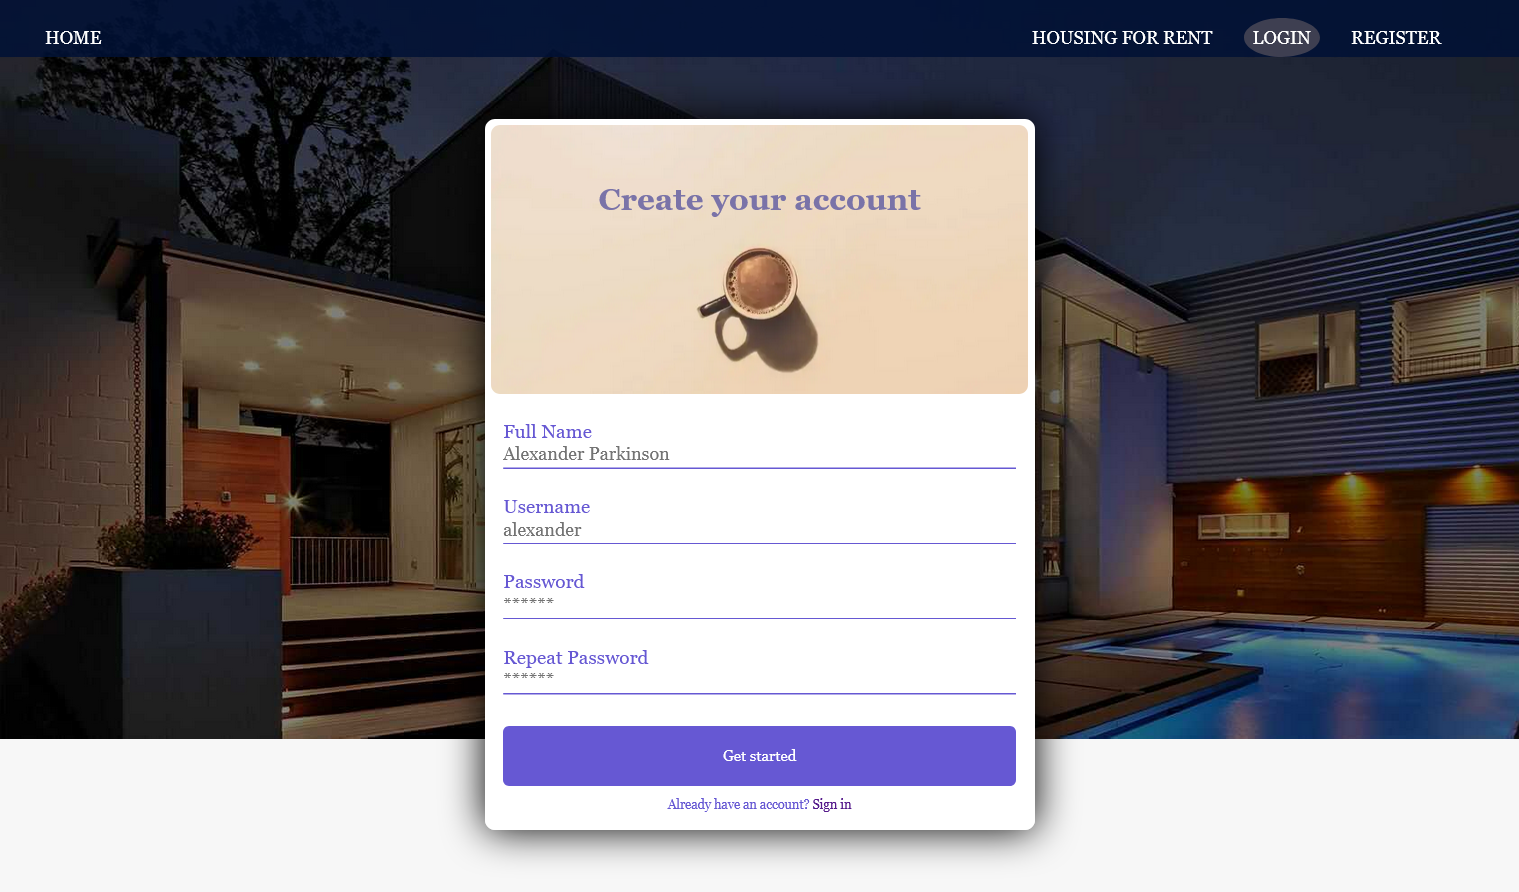 HOME
HOUSING FOR RENT
LOGIN
REGISTER
Create your account
Full Name
Alexander Parkinson
Username
alexander
Password
******
Repeat Password
******
Get started
Already have an account? Sign in